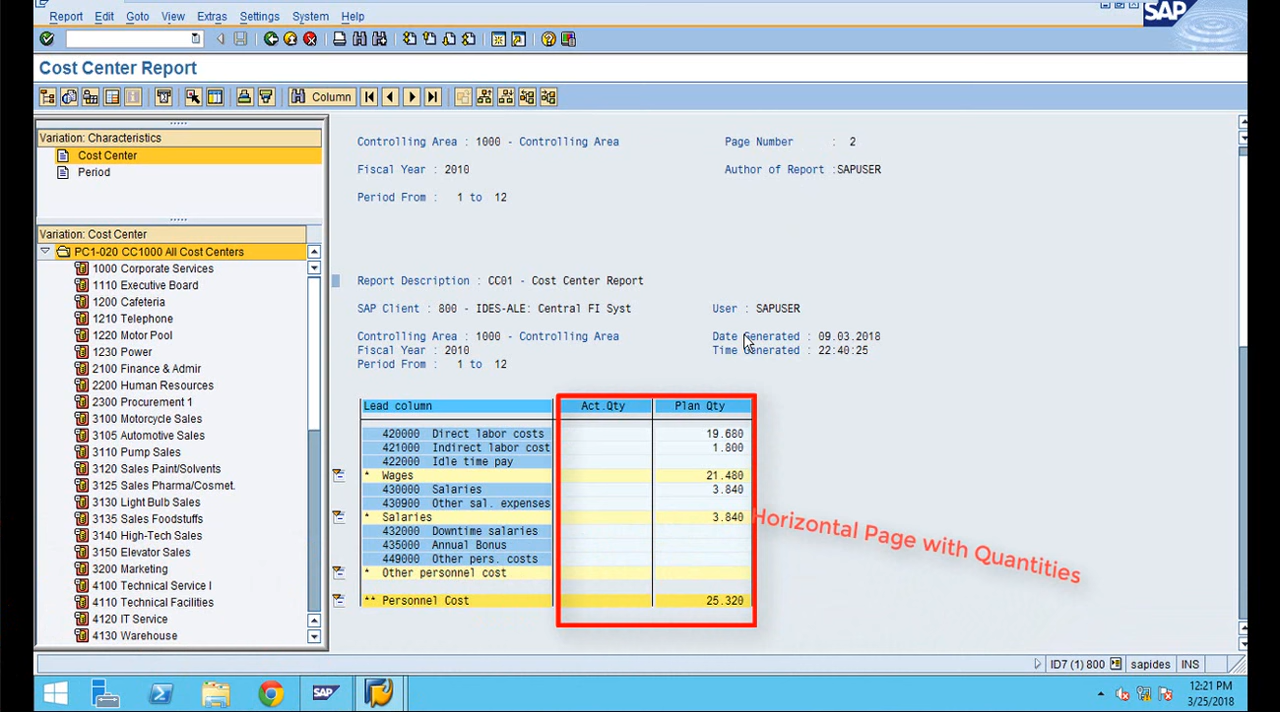 Report Edit Goto View Extras Settings System Help
SAP
Cost Center Report
Column
Variation: Characteristics
Cost Center
Period
Variation: Cost Center
PC1-020 CC1000 All Cost Centers
1000 Corporate Services
1110 Executive Board
1200 Cafeteria
1210 Telephone
1220 Motor Pool
1230 Power
2100 Finance & Admir
2200 Human Resources
2300 Procurement 1
3100 Motorcycle Sales
3105 Automotive Sales
3110 Pump Sales
3120 Sales Paint/Solvents
3125 Sales Pharma/Cosmet.
3130 Light Bulb Sales
3135 Sales Foodstuffs
3140 High-Tech Sales
3150 Elevator Sales
3200 Marketing
4100 Technical Service I
4110 Technical Facilities
4120 IT Service
4130 Warehouse
Controlling Area : 1000 - Controlling Area Page Number : 2
Fiscal Year : 2010 Author of Report :SAPUSER
Period From : 1 to 12
Report Description : CC01 - Cost Center Report
SAP Client : 800 - IDES-ALE: Central FI Syst User : SAPUSER
Controlling Area : 1000 - Controlling Area Date Generated : 09.03.2018
Fiscal Year : 2010 Time Generated : 22:40:25
Period From : 1 to 12
Lead column Act.Qty Plan Qty
420000 Direct labor costs 19.680
421000 Indirect labor cost 1.800
422000 Idle time pay
* Wages 21.480
430000 Salaries 3.840
430900 Other sal. expenses
* Salaries 3.840
432000 Downtime salaries
435000 Annual Bonus
449000 Other pers. costs
* Other personnel cost
** Personnel Cost 25.320
Horizontal Page with Quantities
ID7 (1) 800 sapides INS
SAP
12:21 PM
3/25/2018